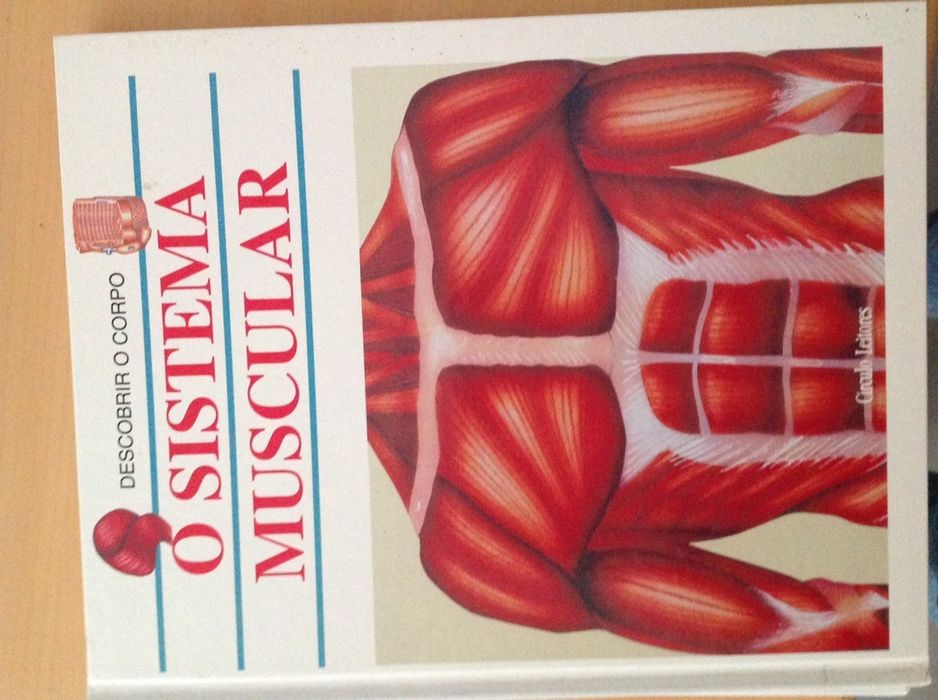 DESCOBRIR O CORPO
O SISTEMA
MUSCULAR
Círculo Leitores